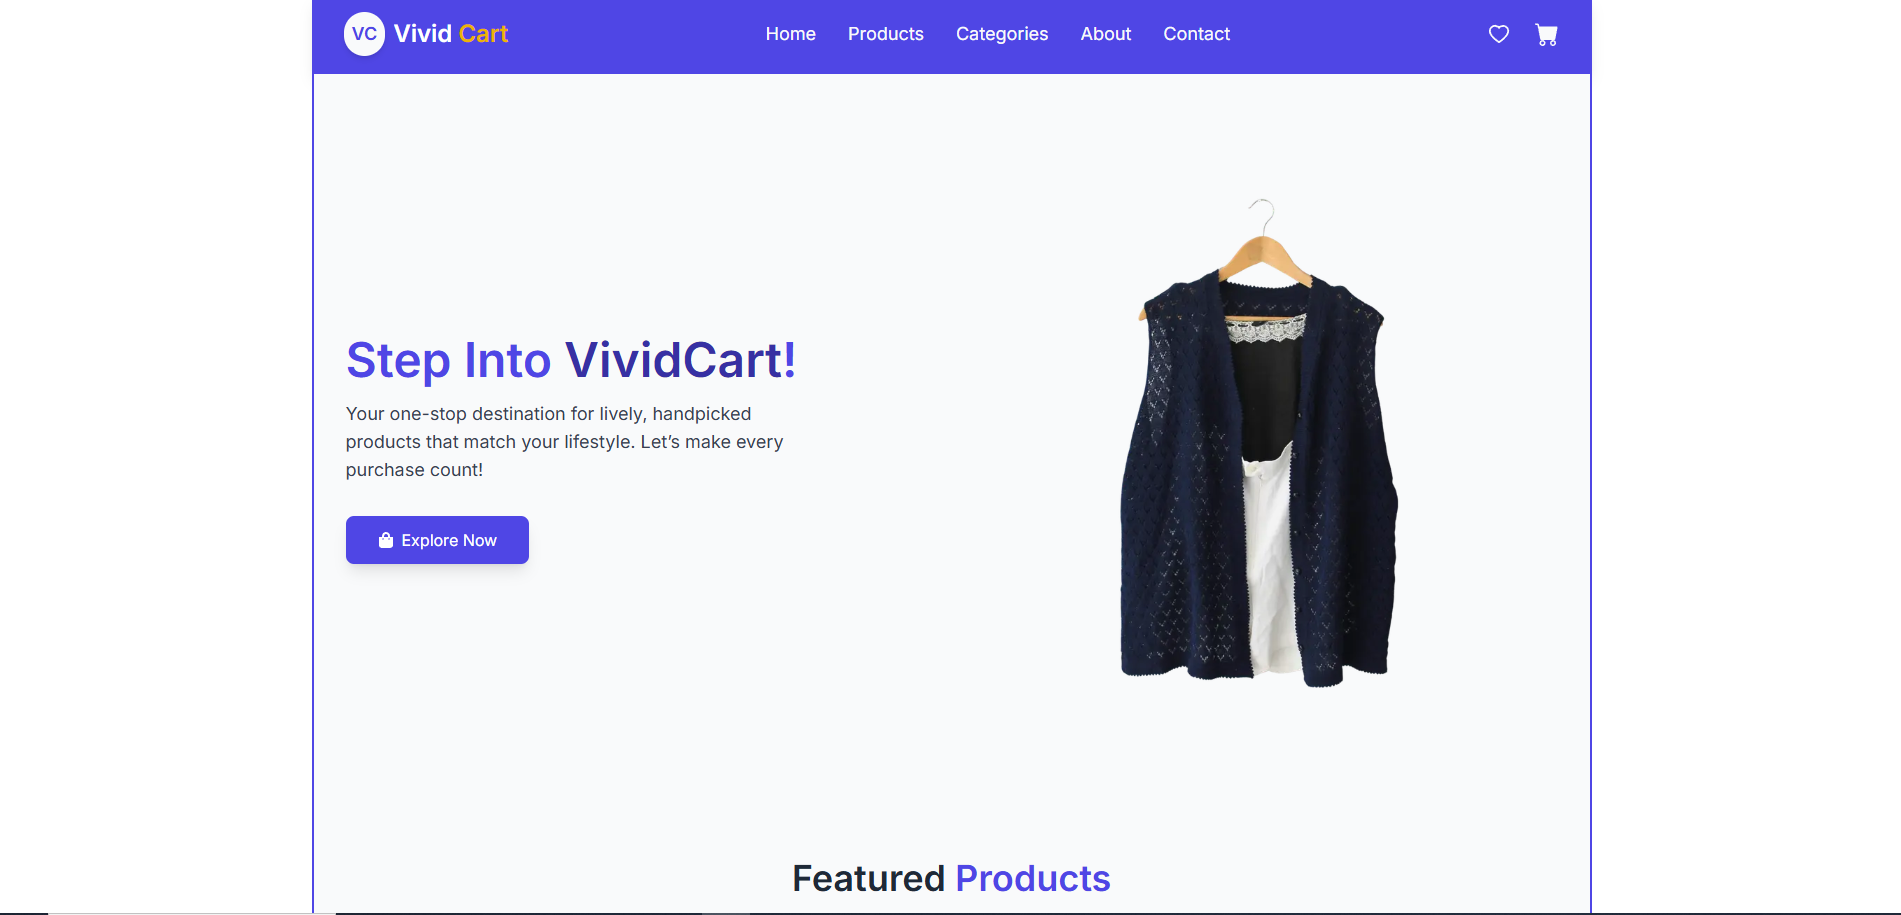 VC Vivid Cart Home Products Categories About Contact
Step Into VividCart!
Your one-stop destination for lively, handpicked
products that match your lifestyle. Let’s make every
purchase count!
Explore Now
Featured Products